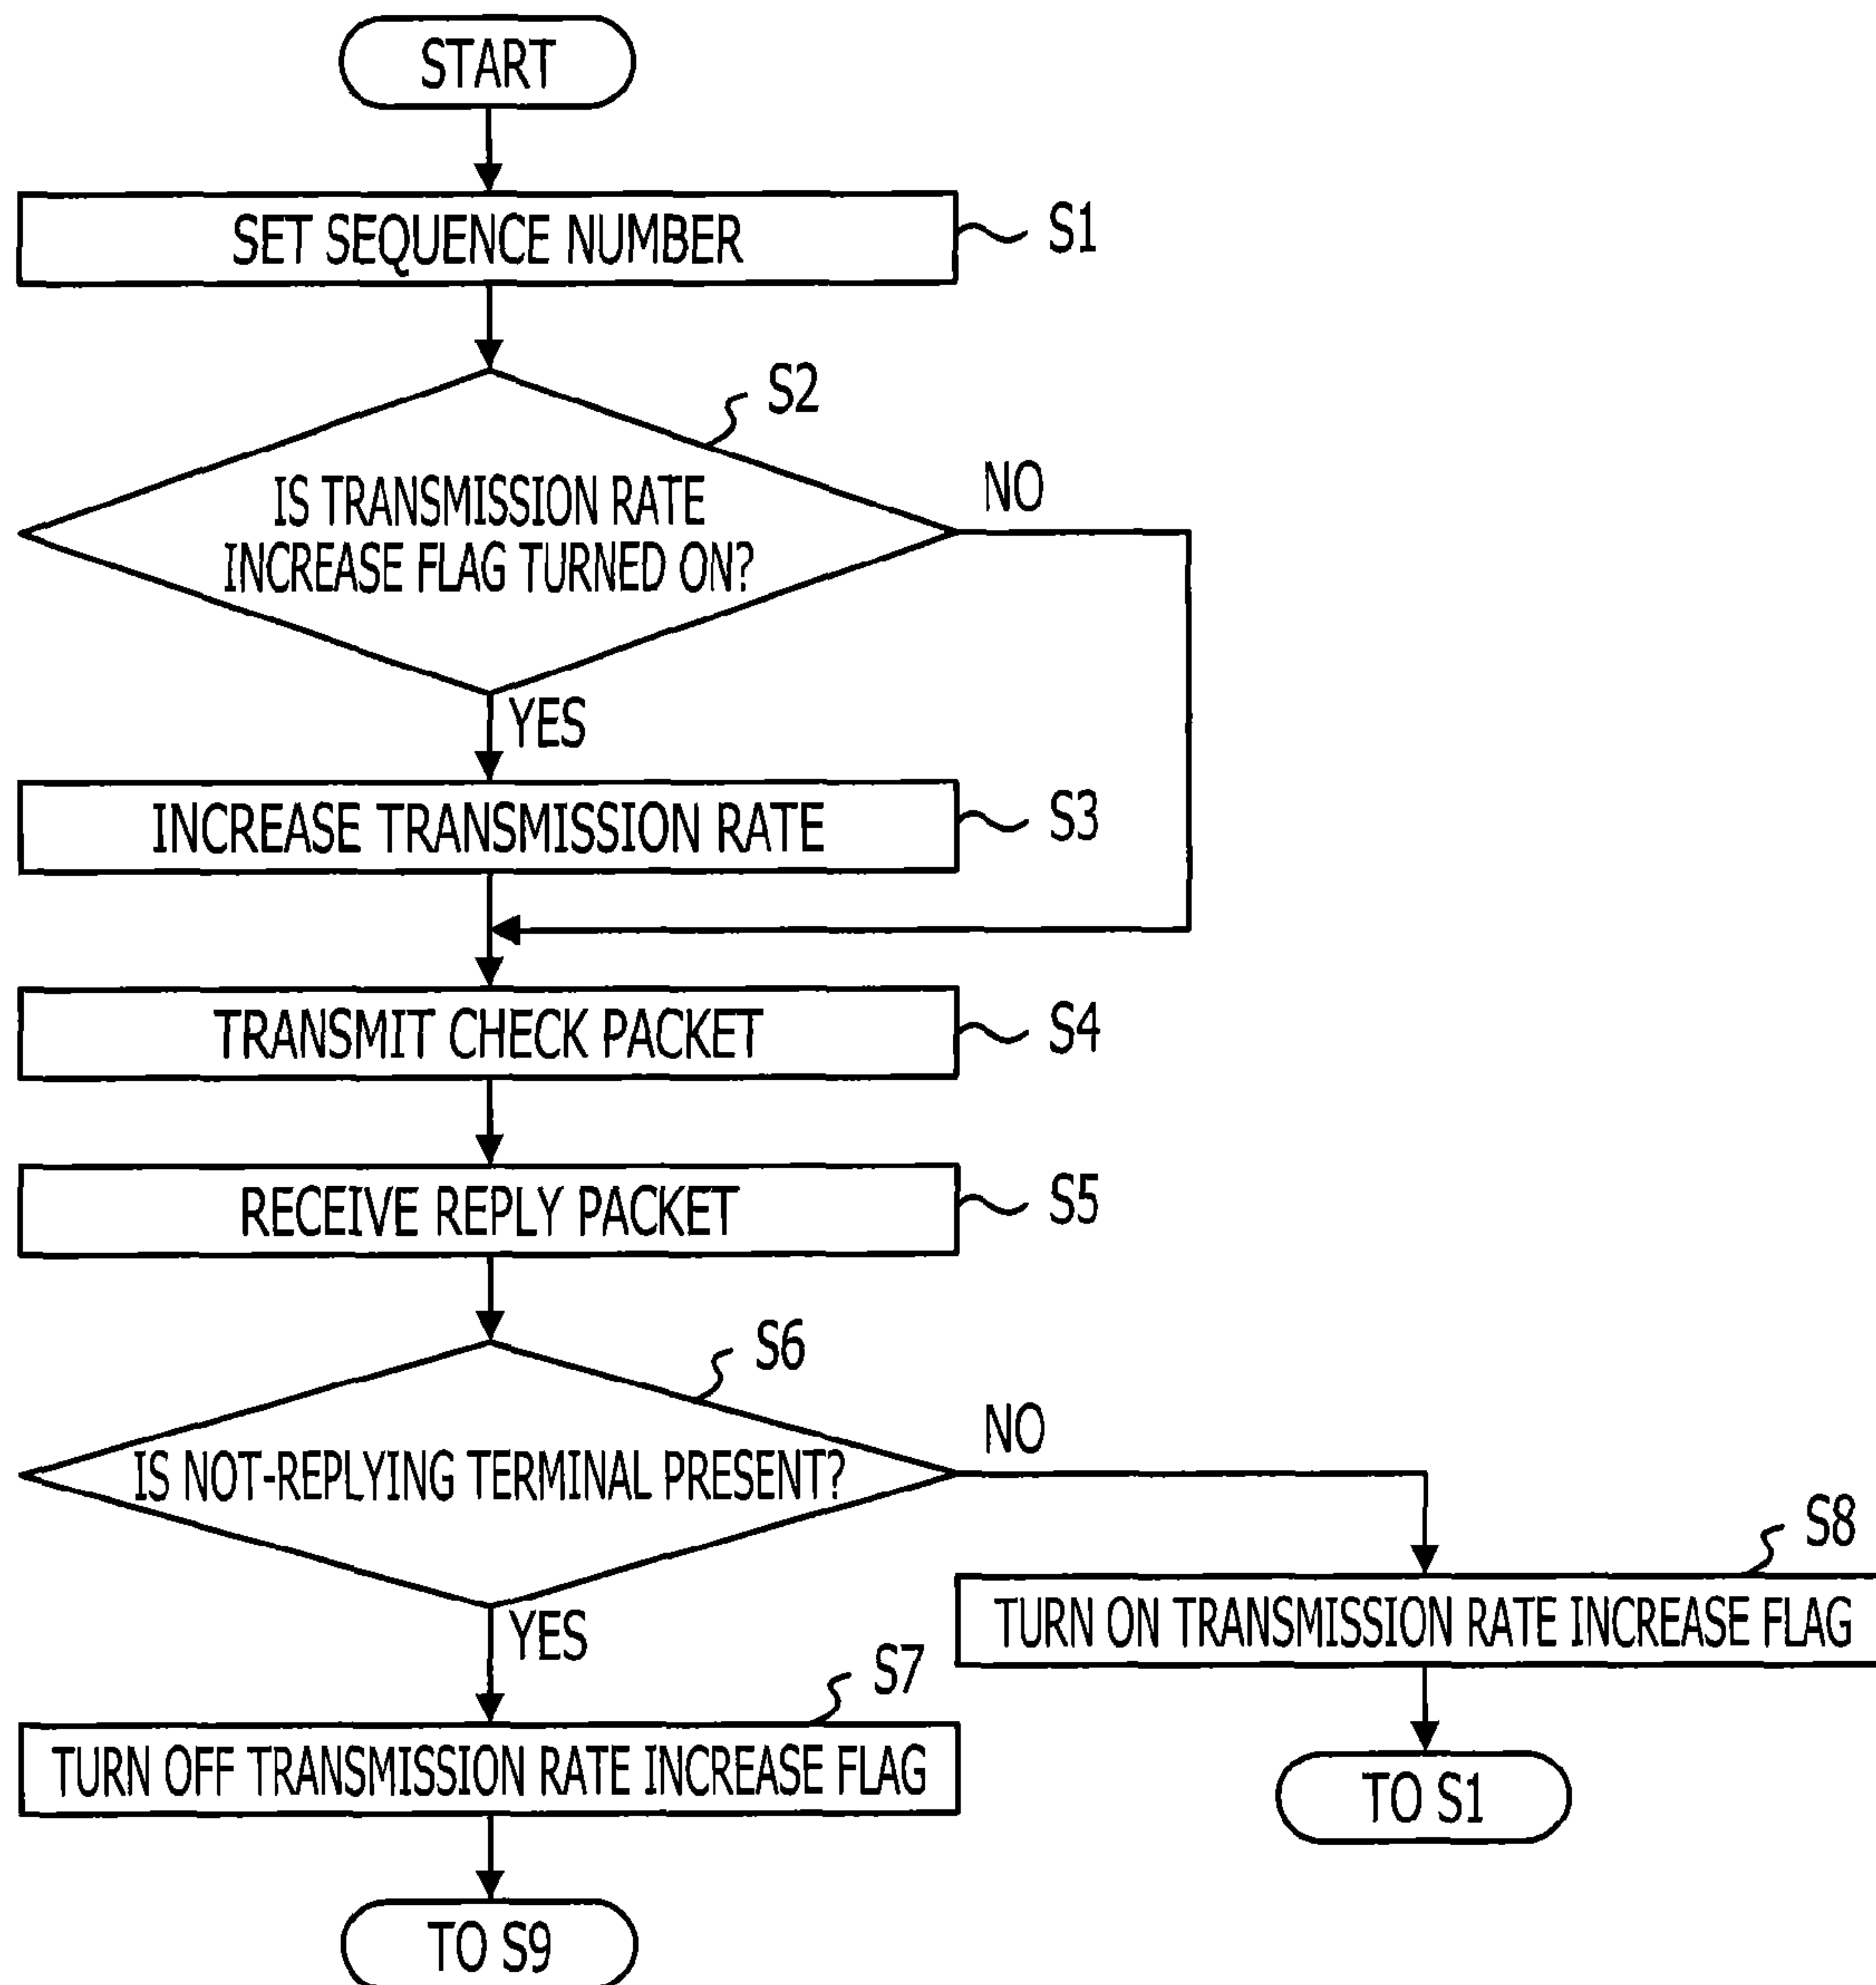 START
SET SEQUENCE NUMBER
S1
S2
IS TRANSMISSION RATE
INCREASE FLAG TURNED ON?
NO
YES
INCREASE TRANSMISSION RATE
S3
TRANSMIT CHECK PACKET
S4
RECEIVE REPLY PACKET
S5
S6
IS NOT-REPLYING TERMINAL PRESENT?
NO
YES
S8
TURN ON TRANSMISSION RATE INCREASE FLAG
S7
TURN OFF TRANSMISSION RATE INCREASE FLAG
TO S1
TO S9